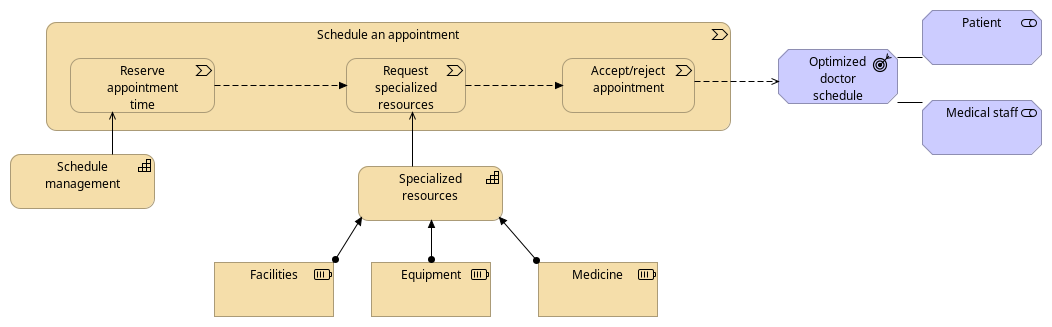 Schedule an appointment
Patient
Reserve
appointment
time
Request
specialized
resources
Accept/reject
appointment
Optimized
doctor
schedule
Medical staff
Schedule
management
Specialized
resources
Facilities
Equipment
Medicine